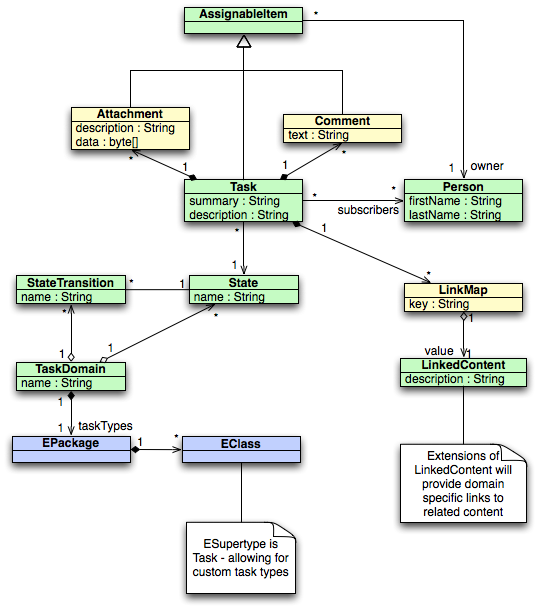 AssignableItem
*
Attachment
description : String
data : byte[]
Comment
text : String
*
1
1
*
1
owner
Task
summary : String
description : String
*
*
subscribers
Person
firstName : String
lastName : String
*
1
1
*
StateTransition
name : String
*
1
State
name : String
LinkMap
key : String
*
*
1
1
1
value
1
TaskDomain
name : String
LinkedContent
description : String
1
1
taskTypes
EPackage
1
*
EClass
Extensions of
LinkedContent will
provide domain
specific links to
related content
ESupertype is
Task - allowing for
custom task types